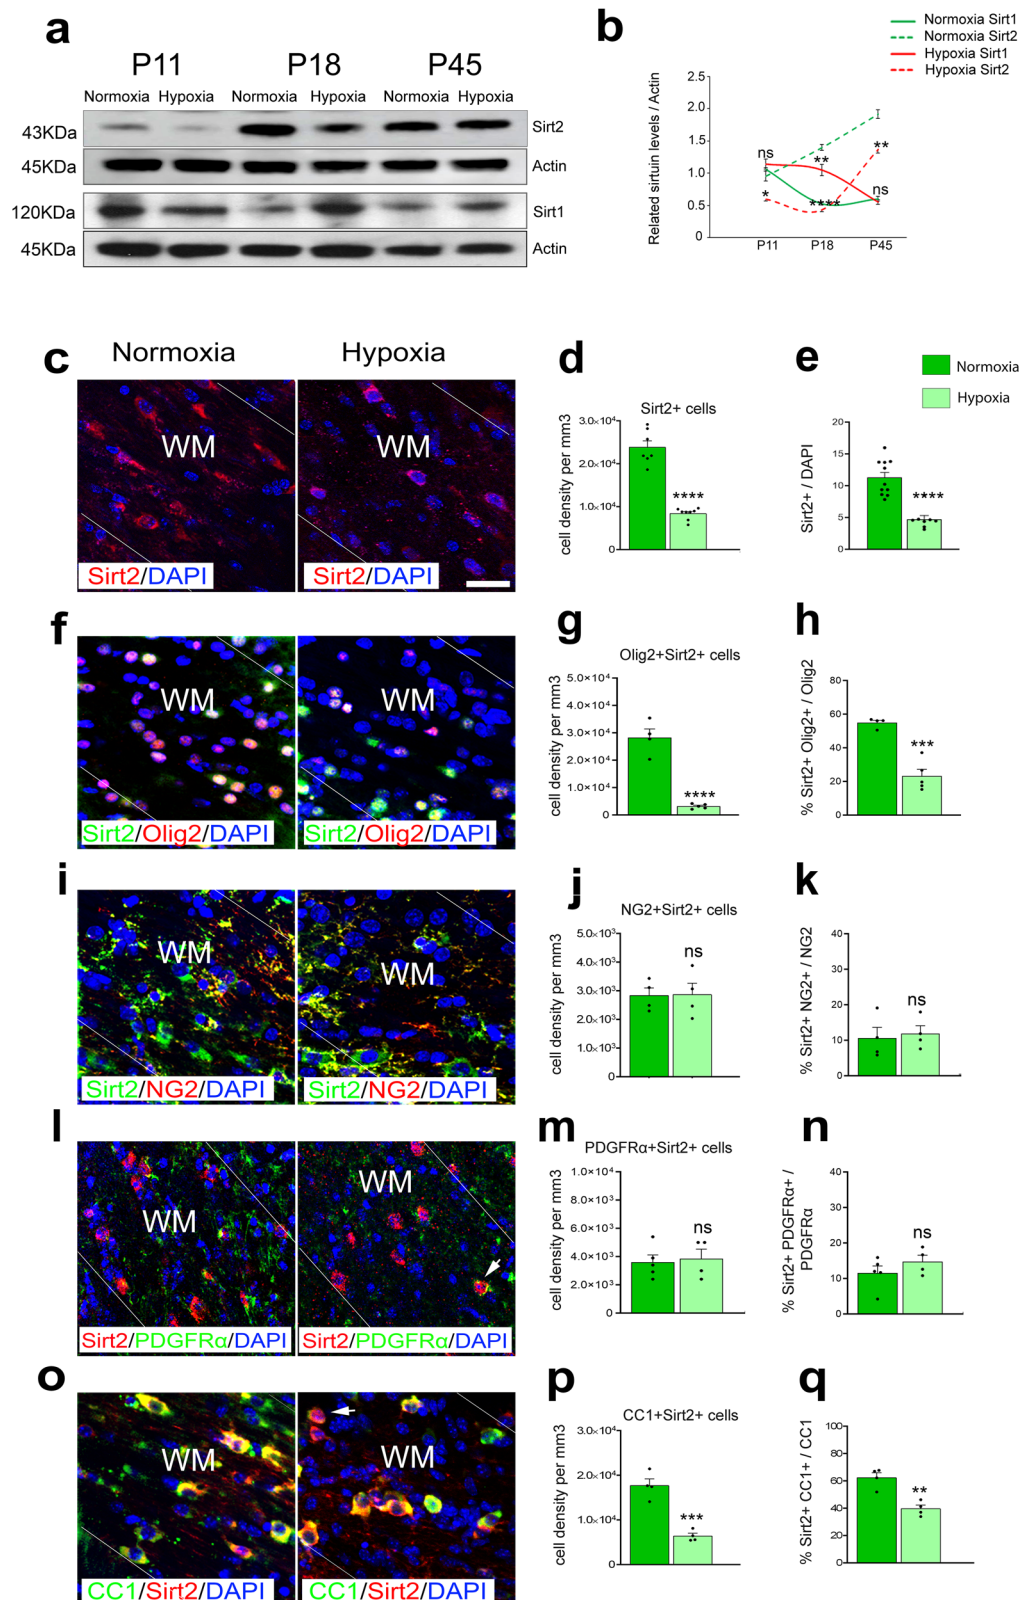 a
P11 P18 P45
Normoxia Hypoxia Normoxia Hypoxia Normoxia Hypoxia
43KDa Sirt2
45KDa Actin
120KDa Sirt1
45KDa Actin
b
Normoxia Sirt1
Normoxia Sirt2
Hypoxia Sirt1
Hypoxia Sirt2
Related sirtuin levels / Actin
2.5
2.0
1.5
1.0
0.5
0
ns
**
**
*
****
ns
P11 P18 P45
c
Normoxia Hypoxia
WM WM
Sirt2/DAPI Sirt2/DAPI
d
Sirt2+ cells
cell density per mm3
3.0×10⁴
2.0×10⁴
1.0×10⁴
0
****
e
Normoxia
Hypoxia
Sirt2+ / DAPI
20
15
10
5
0
****
f
WM WM
Sirt2/Olig2/DAPI Sirt2/Olig2/DAPI
g
Olig2+Sirt2+ cells
cell density per mm3
5.0×10⁴
4.0×10⁴
3.0×10⁴
2.0×10⁴
1.0×10⁴
0
****
h
% Sirt2+ Olig2+ / Olig2
80
60
40
20
0
***
i
WM WM
Sirt2/NG2/DAPI Sirt2/NG2/DAPI
j
NG2+Sirt2+ cells
cell density per mm3
5.0×10³
4.0×10³
3.0×10³
2.0×10³
1.0×10³
0
ns
k
% Sirt2+ NG2+ / NG2
40
30
20
10
0
ns
l
WM WM
Sirt2/PDGFRα/DAPI Sirt2/PDGFRα/DAPI
m
PDGFRα+Sirt2+ cells
cell density per mm3
1.0×10⁴
8.0×10³
6.0×10³
4.0×10³
2.0×10³
0
ns
n
% Sirt2+ PDGFRα+ /
PDGFRα
40
30
20
10
0
ns
o
WM WM
CC1/Sirt2/DAPI CC1/Sirt2/DAPI
p
CC1+Sirt2+ cells
cell density per mm3
3.0×10⁴
2.0×10⁴
1.0×10⁴
0
***
q
% Sirt2+ CC1+ / CC1
100
80
60
40
20
0
**